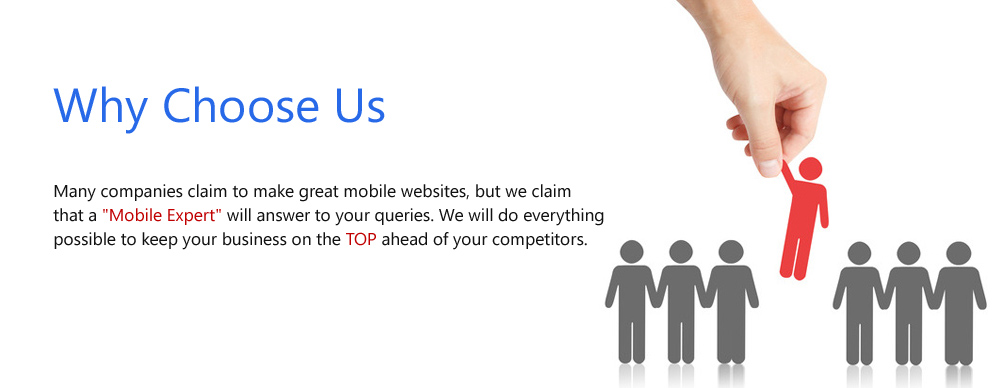 Why Choose Us
Many companies claim to make great mobile websites, but we claim
that a "Mobile Expert" will answer to your queries. We will do everything
possible to keep your business on the TOP ahead of your competitors.